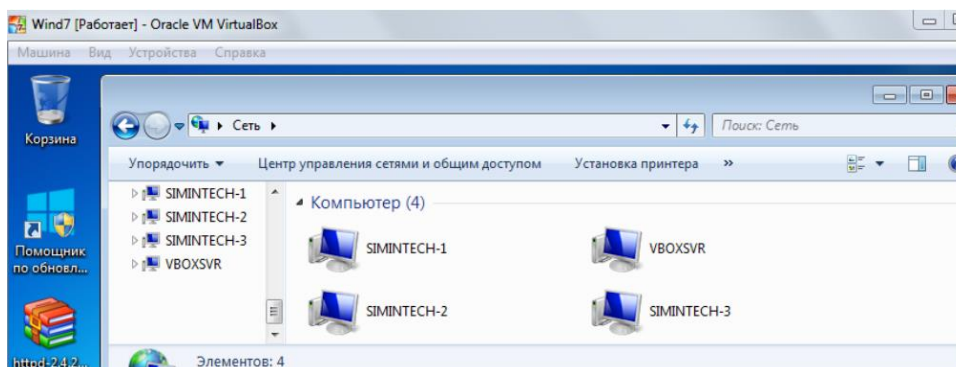 Wind7 [Работает] - Oracle VM VirtualBox
Машина Вид Устройства Справка
Корзина
Сеть
Поиск: Сеть
Упорядочить Центр управления сетями и общим доступом Установка принтера »
SIMINTECH-1
SIMINTECH-2
SIMINTECH-3
VBOXSVR
Компьютер (4)
SIMINTECH-1 VBOXSVR
SIMINTECH-2 SIMINTECH-3
Помощник
по обновл...
httpd-2.4.2...
Элементов: 4